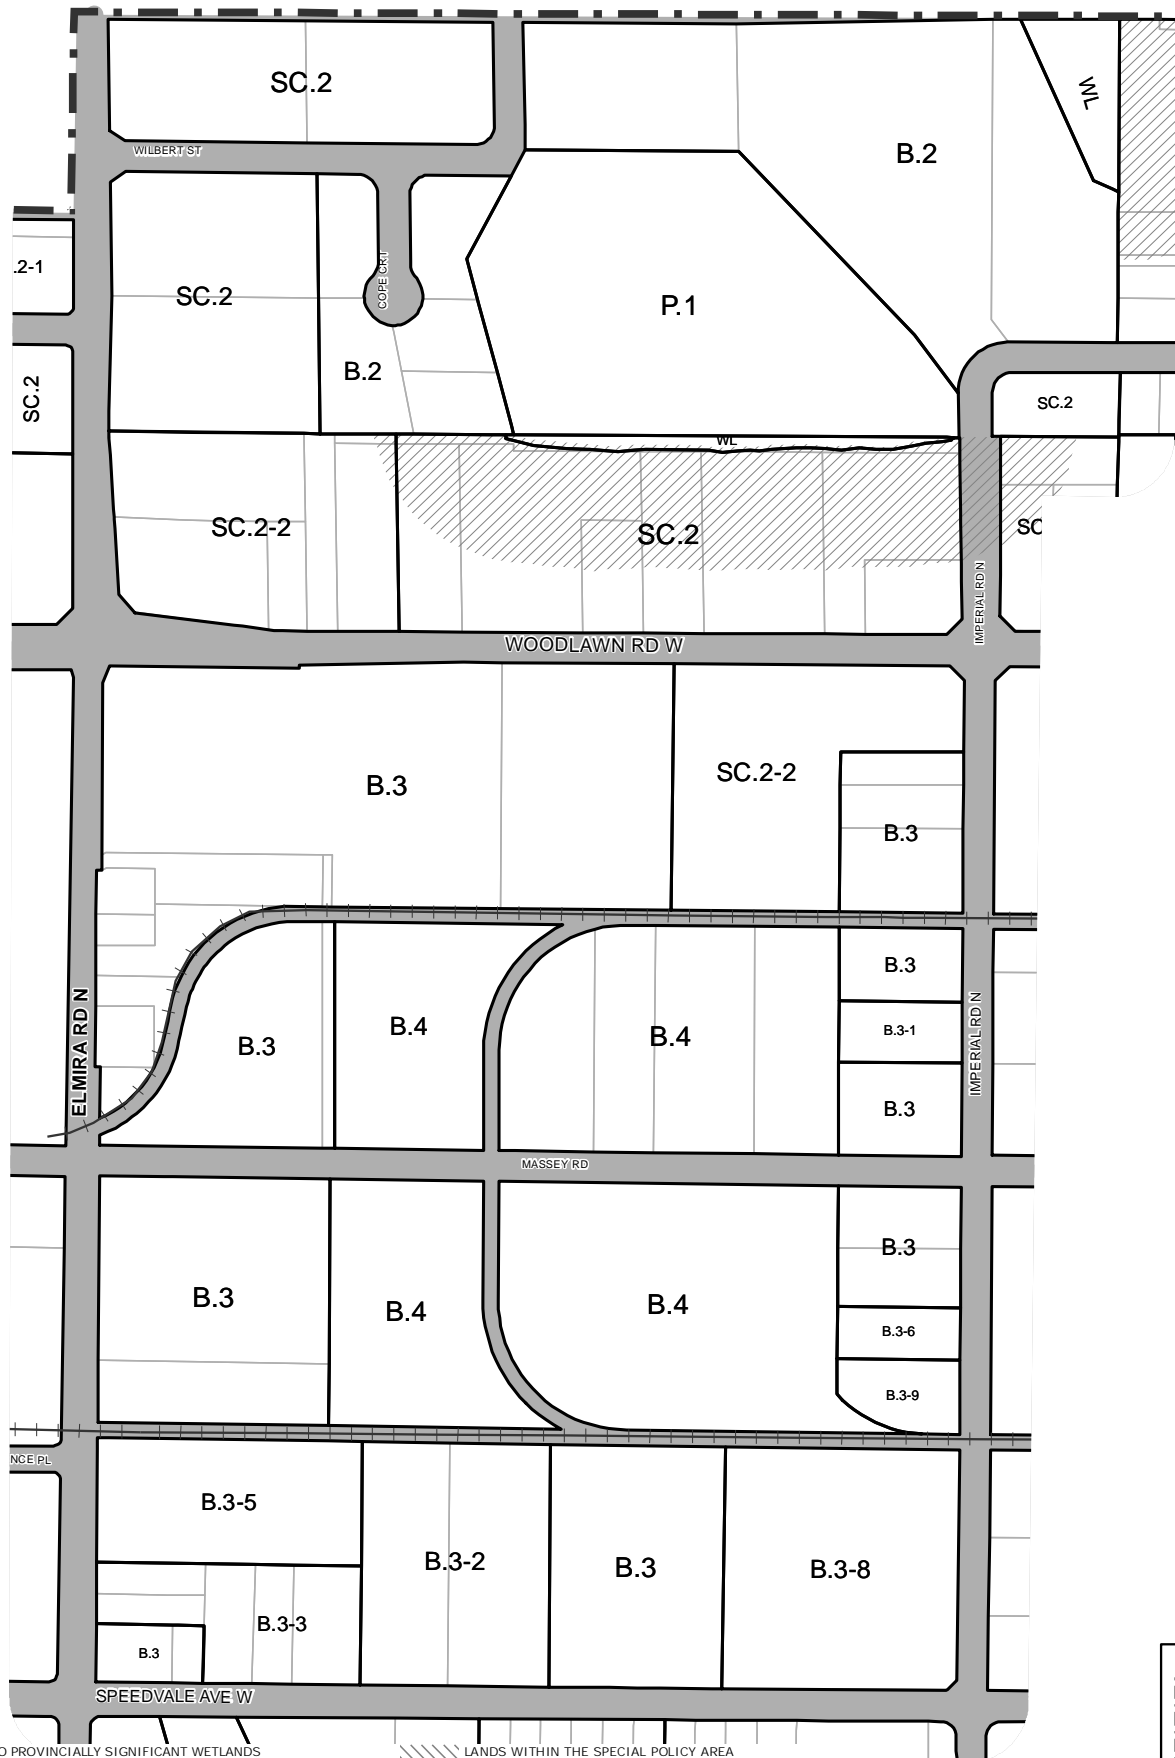 SC.2
WL
WILBERT ST
B.2
.2-1
SC.2
COPE CRT
P.1
B.2
SC.2
SC.2
WL
SC.2-2
SC.2
SC
IMPERIAL RD N
WOODLAWN RD W
B.3
SC.2-2
B.3
B.3
B.4
B.4
B.3
B.3-1
B.3
ELMIRA RD N
IMPERIAL RD N
MASSEY RD
B.3
B.3
B.4
B.4
B.3-6
B.3-9
NCE PL
B.3-5
B.3-2
B.3
B.3-8
B.3-3
B.3
SPEEDVALE AVE W
O PROVINCIALLY SIGNIFICANT WETLANDS
LANDS WITHIN THE SPECIAL POLICY AREA